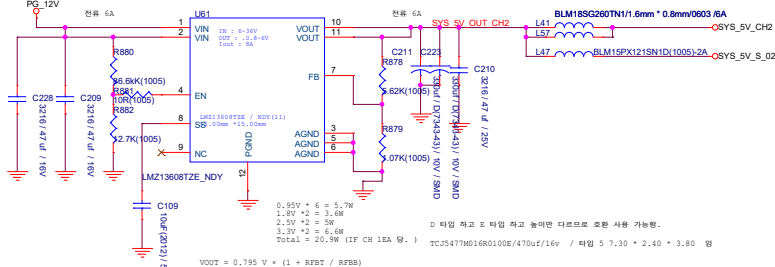 PG_12V
전류 6A
U61
전류 6A
BLM18SG260TN1/1.6mm * 0.8mm/0603 /6A
1 VIN
2 VIN
IN : 6-36V
OUT : .0.8-6V
Iout : 8A
VOUT 10
VOUT 11
SYS_5V_OUT_CH2
L41
L57
SYS_5V_CH2
L47 BLM15PX121SN1D(1005)-2A
SYS_5V_S_02
R880
R881
10R(1005)
R882
12.7K(1005)
4 EN
FB 7
C211
C223
R878
5.62K(1005)
C210
3216 / 47 uf / 25V
330uf / D(7343-43) / 10V / SMD
330uf / D(7343-43) / 10V / SMD
C228
3216 / 47 uf / 16V
C209
3216 / 47 uf / 16V
8 SS
LMZ13608TZE / NDY(11)
*15.00mm
9 NC
PGND
12
AGND 3
AGND 5
AGND 6
R879
1.07K(1005)
LMZ13608TZE_NDY
C109
0.95V * 6 = 5.7W
1.8V *2 = 3.6W
2.5V *2 = 5W
3.3V *2 = 6.6W
Total = 20.9W (IF CH 1EA 당. )
D 타입 하고 E 타입 하고 높이만 다르므로 호환 사용 가능함.
TCJ5477M016R0100E/470uf/16v / 타입 5 7.30 * 2.40 * 3.80 임
VOUT = 0.795 V × (1 + RFBT / RFBB)